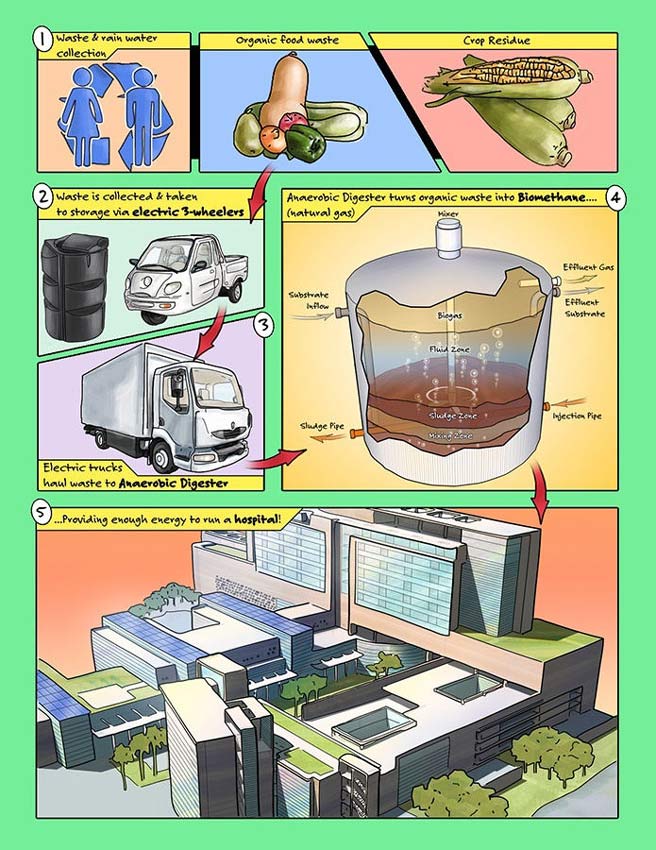 1
Waste & rain water
collection
Organic food waste
Crop Residue
2
Waste is collected & taken
to storage via electric 3-wheelers
3
Electric trucks
haul waste to Anaerobic Digester
4
Anaerobic Digester turns organic waste into Biomethane....
(natural gas)
Mixer
Effluent Gas
Effluent
Substrate
Substrate
Inflow
Biogas
Fluid Zone
Sludge Zone
Mixing Zone
Injection Pipe
Sludge Pipe
5
...Providing enough energy to run a hospital!